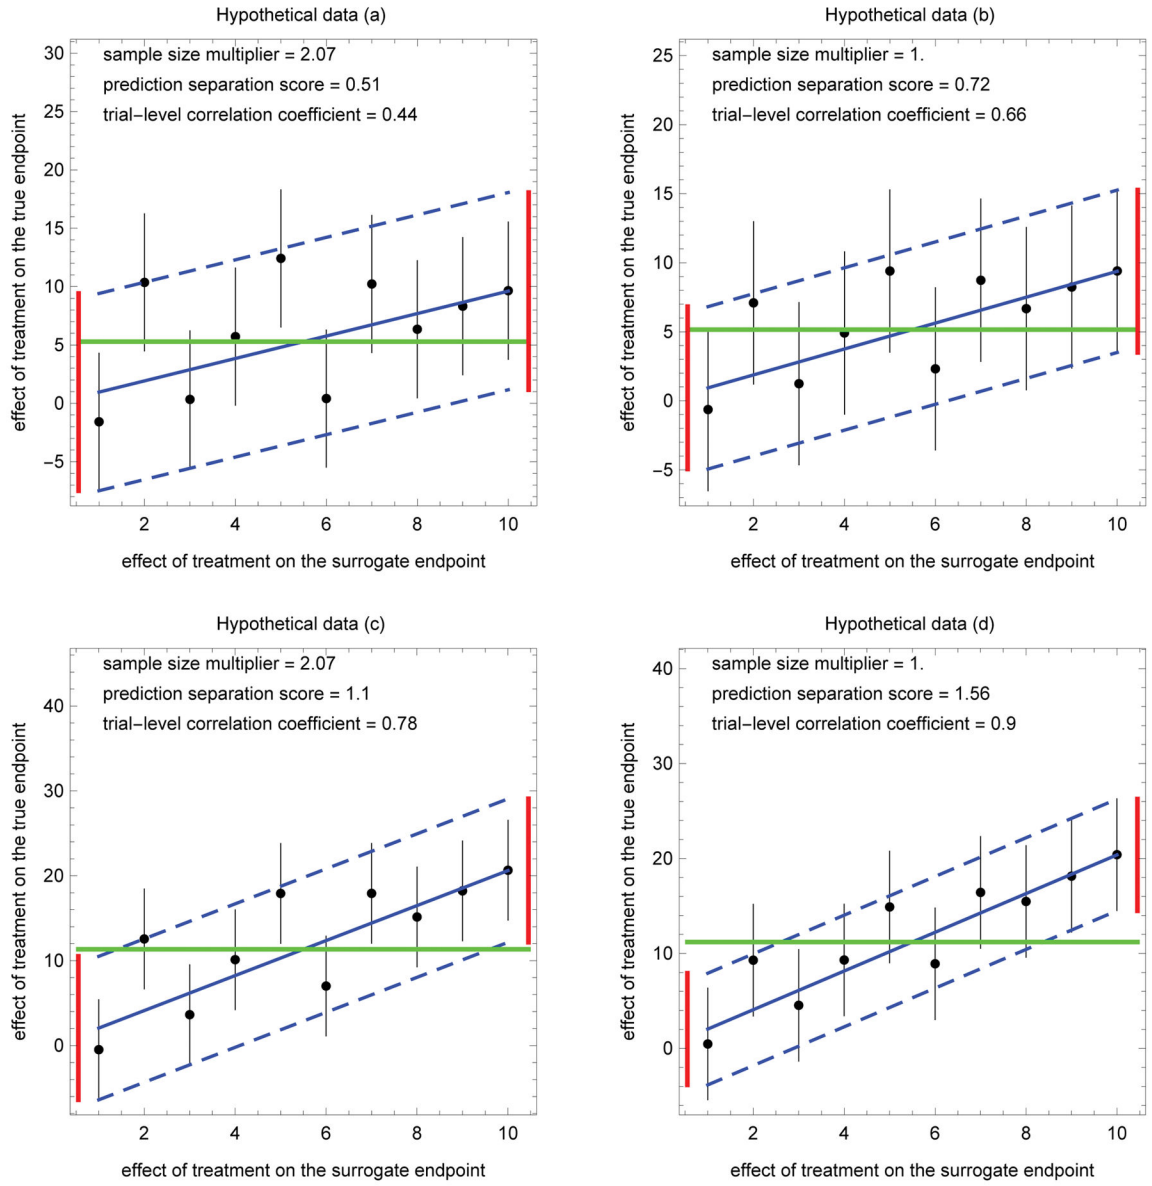 Hypothetical data (a)
sample size multiplier = 2.07
prediction separation score = 0.51
trial-level correlation coefficient = 0.44
effect of treatment on the true endpoint
30
25
20
15
10
5
0
-5
2 4 6 8 10
effect of treatment on the surrogate endpoint
Hypothetical data (b)
sample size multiplier = 1.
prediction separation score = 0.72
trial-level correlation coefficient = 0.66
effect of treatment on the true endpoint
25
20
15
10
5
0
-5
2 4 6 8 10
effect of treatment on the surrogate endpoint
Hypothetical data (c)
sample size multiplier = 2.07
prediction separation score = 1.1
trial-level correlation coefficient = 0.78
effect of treatment on the true endpoint
40
30
20
10
0
2 4 6 8 10
effect of treatment on the surrogate endpoint
Hypothetical data (d)
sample size multiplier = 1.
prediction separation score = 1.56
trial-level correlation coefficient = 0.9
effect of treatment on the true endpoint
40
30
20
10
0
2 4 6 8 10
effect of treatment on the surrogate endpoint